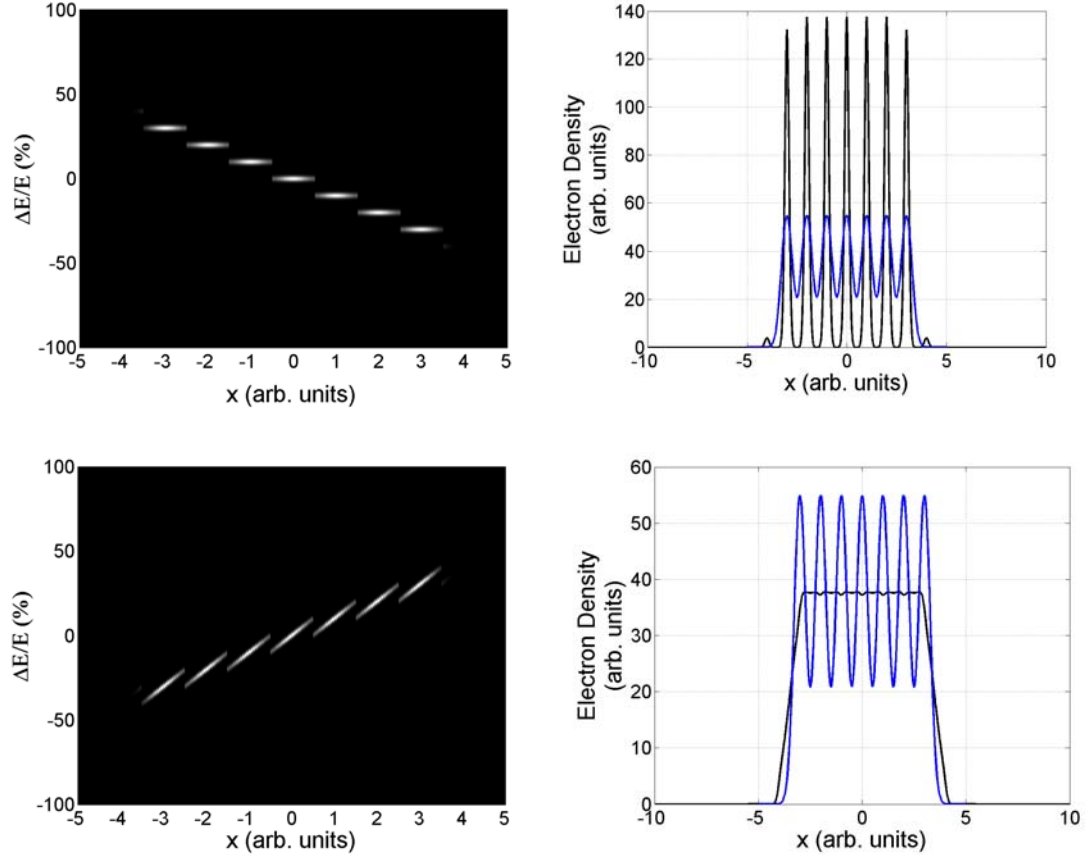 100
50
0
-50
-100
ΔE/E (%)
-5 -4 -3 -2 -1 0 1 2 3 4 5
x (arb. units)
140
120
100
80
60
40
20
0
Electron Density
(arb. units)
-10 -5 0 5 10
x (arb. units)
100
50
0
-50
-100
ΔE/E (%)
-5 -4 -3 -2 -1 0 1 2 3 4 5
x (arb. units)
60
50
40
30
20
10
0
Electron Density
(arb. units)
-10 -5 0 5 10
x (arb. units)